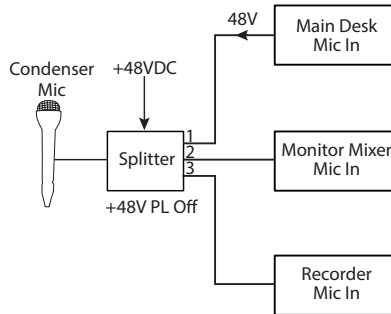 48V
Main Desk
Mic In
Condenser
Mic
+48VDC
1
2
3
Splitter
Monitor Mixer
Mic In
+48V PL Off
Recorder
Mic In